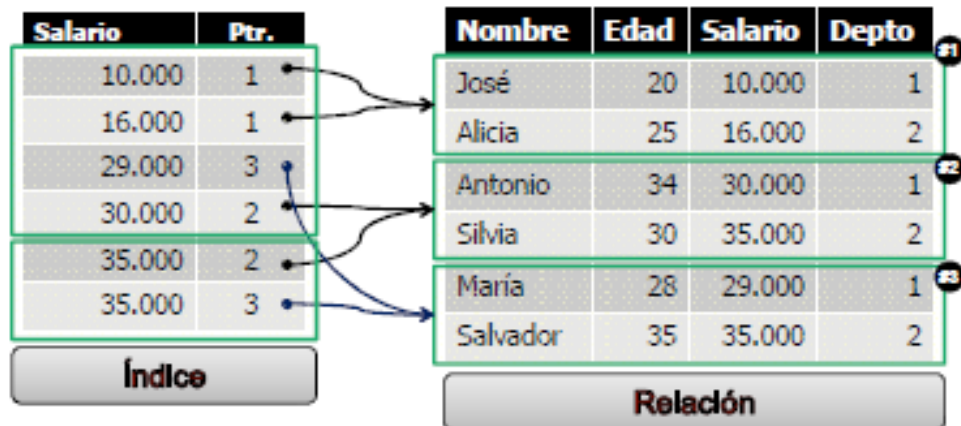 Salario Ptr.
10.000 1
16.000 1
29.000 3
30.000 2
35.000 2
35.000 3
Índice
Nombre Edad Salario Depto
#1
José 20 10.000 1
Alicia 25 16.000 2
#2
Antonio 34 30.000 1
Silvia 30 35.000 2
#3
María 28 29.000 1
Salvador 35 35.000 2
Relación